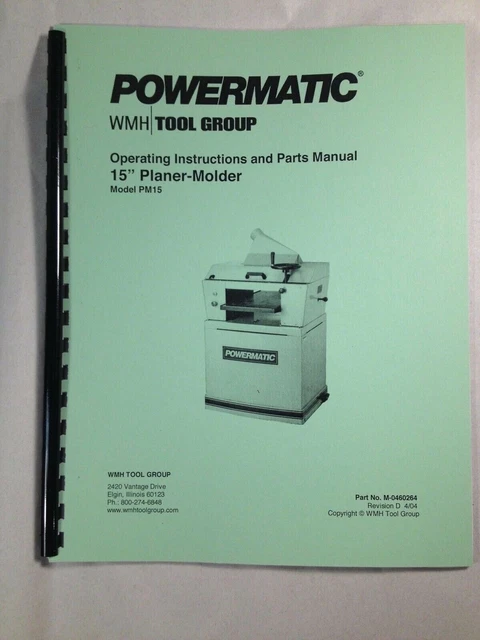 POWERMATIC®
WMH TOOL GROUP
Operating Instructions and Parts Manual
15" Planer-Molder
Model PM15
POWERMATIC
WMH TOOL GROUP
2420 Vantage Drive
Elgin, Illinois 60123
Ph.: 800-274-6848
www.wmhtoolgroup.com
Part No. M-0460264
Revision D 4/04
Copyright © WMH Tool Group